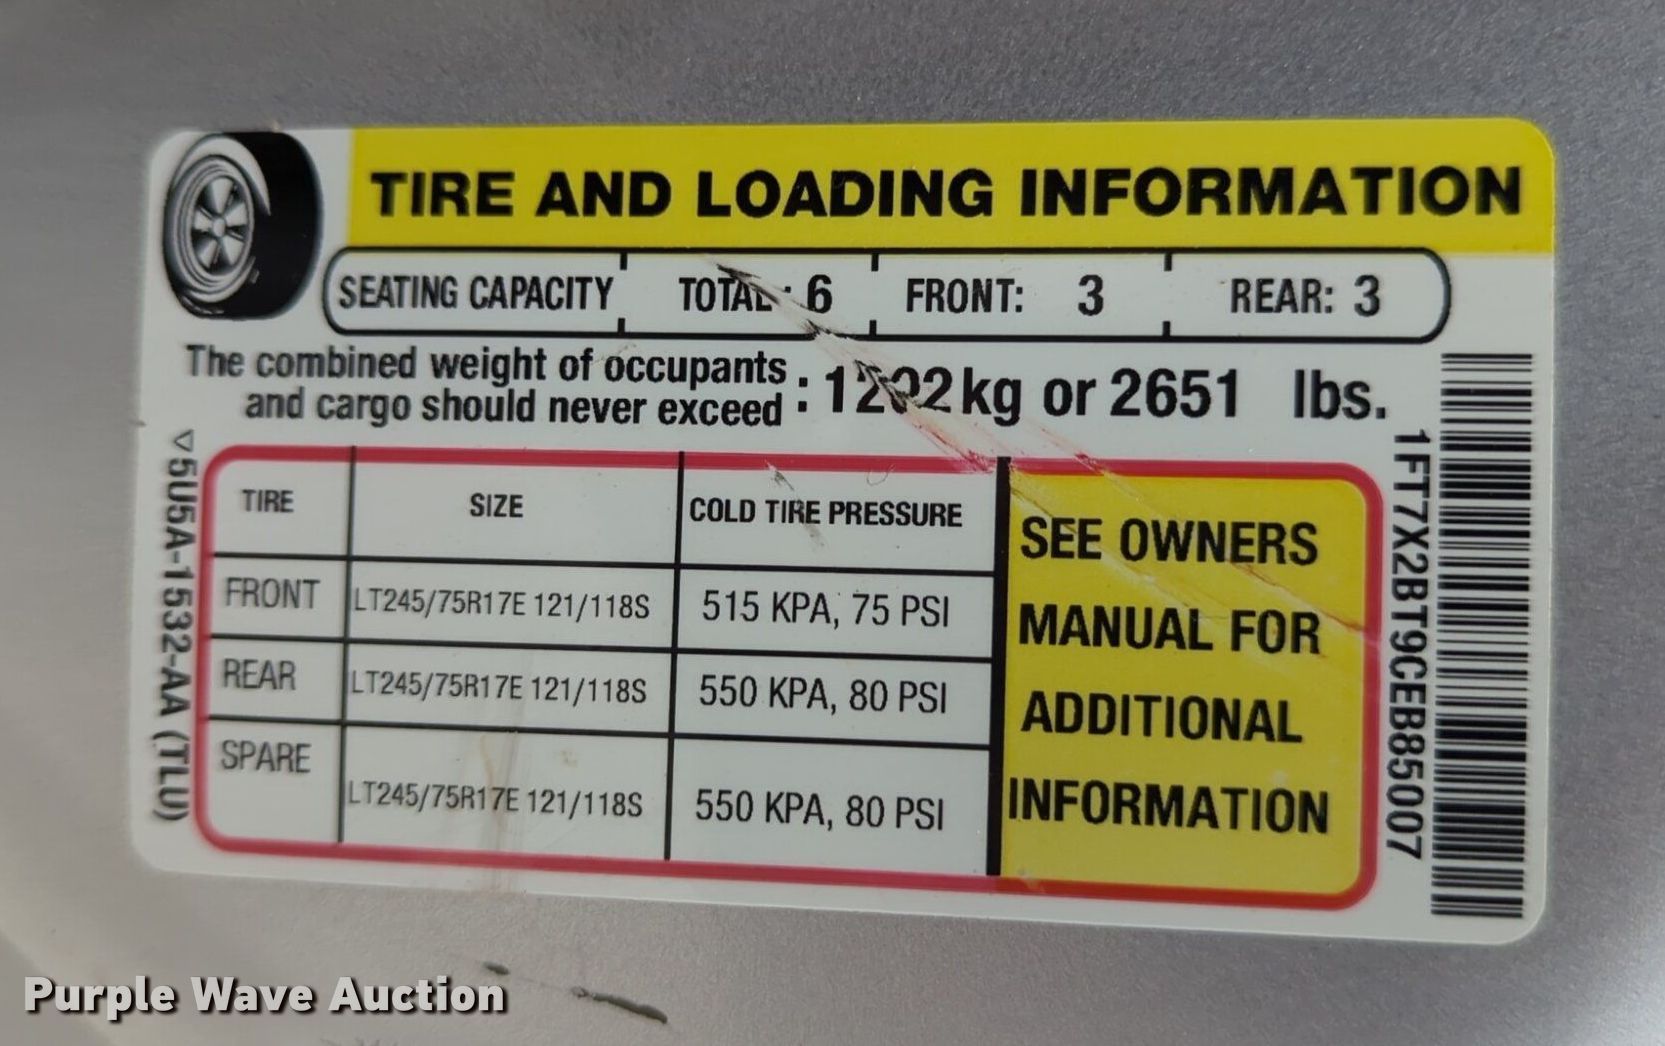 TIRE AND LOADING INFORMATION
SEATING CAPACITY TOTAL : 6 FRONT: 3 REAR: 3
The combined weight of occupants
and cargo should never exceed : 1202kg or 2651 lbs.
TIRE SIZE COLD TIRE PRESSURE
FRONT LT245/75R17E 121/118S 515 KPA, 75 PSI
REAR LT245/75R17E 121/118S 550 KPA, 80 PSI
SPARE LT245/75R17E 121/118S 550 KPA, 80 PSI
SEE OWNERS
MANUAL FOR
ADDITIONAL
INFORMATION
▽5U5A-1532-AA (TLU)
1FT7X2BT9CEB85007
Purple Wave Auction